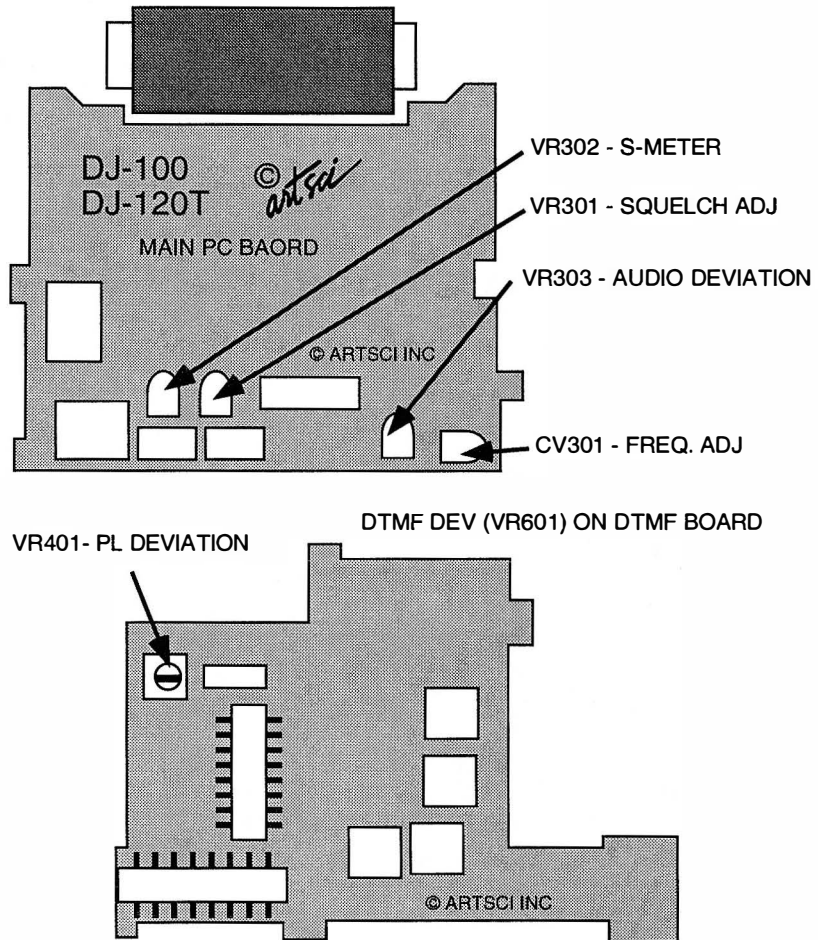 DJ-100
DJ-120T
© artsci
MAIN PC BAORD
© ARTSCI INC
VR302 - S-METER
VR301 - SQUELCH ADJ
VR303 - AUDIO DEVIATION
CV301 - FREQ. ADJ
DTMF DEV (VR601) ON DTMF BOARD
VR401- PL DEVIATION
© ARTSCI INC